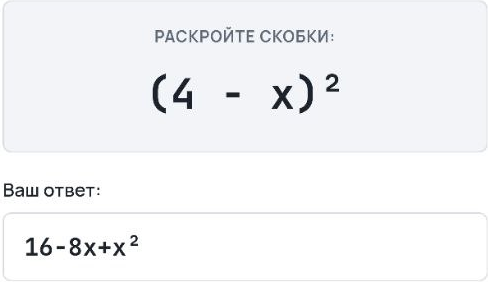 РАСКРОЙТЕ СКОБКИ:
(4 - x)²
Ваш ответ:
16-8x+x²